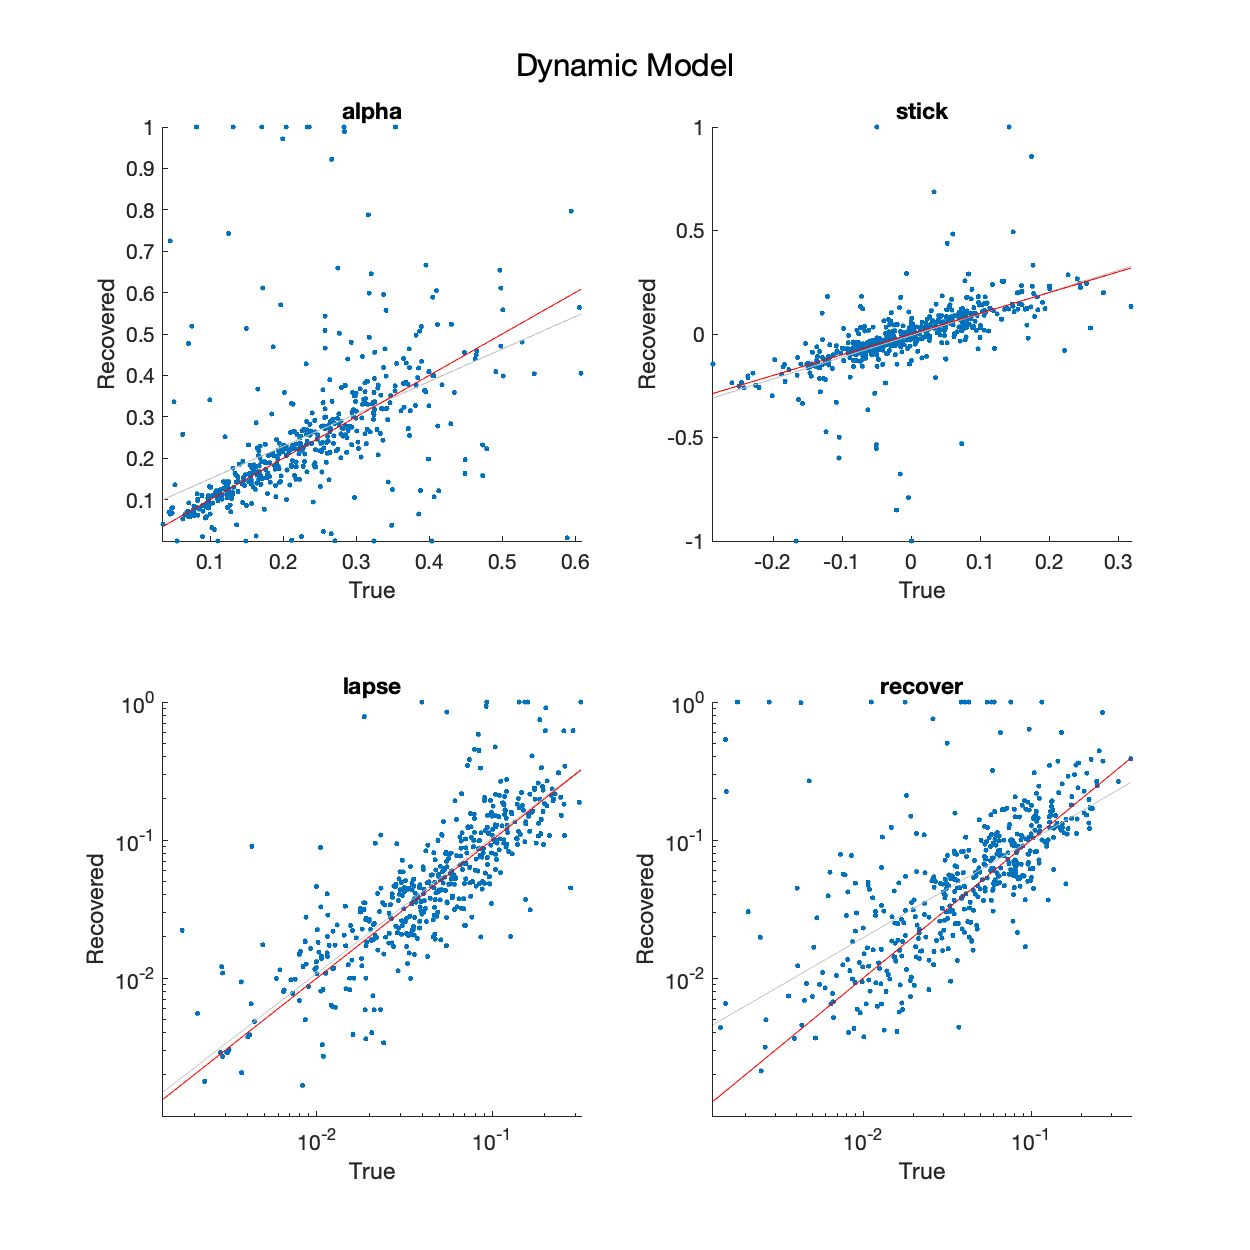 Dynamic Model
alpha
1
0.9
0.8
0.7
0.6
0.5
0.4
0.3
0.2
0.1
Recovered
0.1 0.2 0.3 0.4 0.5 0.6
True
stick
1
0.5
0
-0.5
-1
Recovered
-0.2 -0.1 0 0.1 0.2 0.3
True
lapse
10^0
10^-1
10^-2
Recovered
10^-2 10^-1
True
recover
10^0
10^-1
10^-2
Recovered
10^-2 10^-1
True